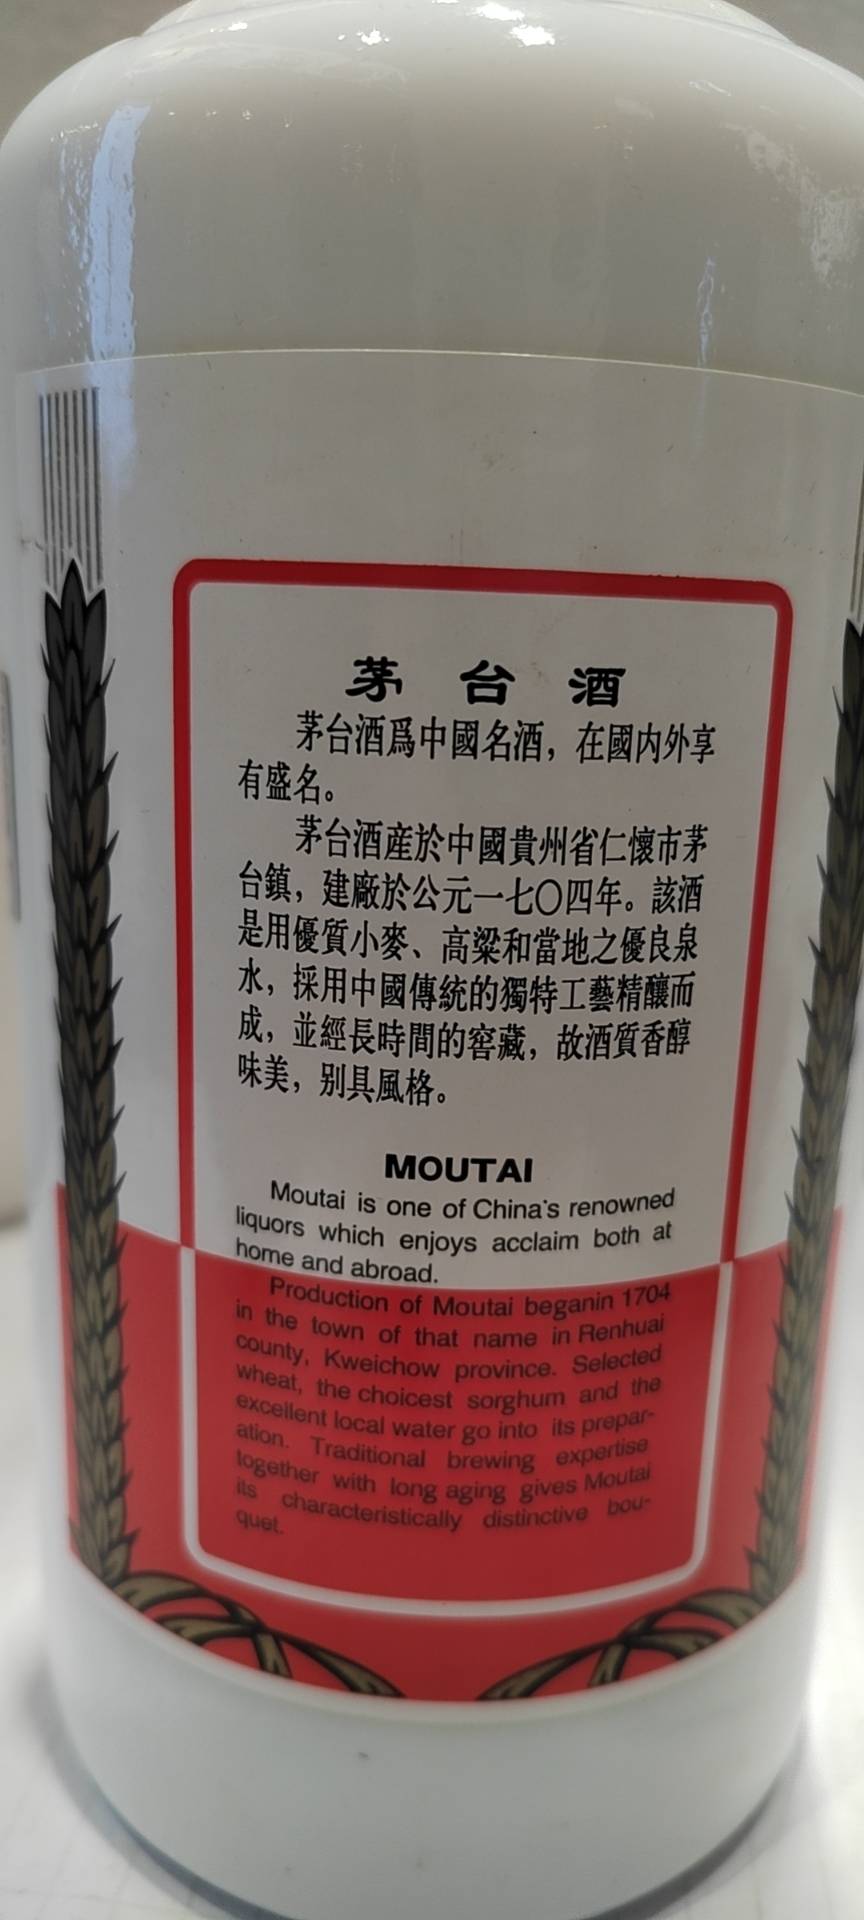 茅台酒
茅台酒爲中國名酒，在國内外享
有盛名。
茅台酒産於中國貴州省仁懷市茅
台鎮，建廠於公元一七〇四年。該酒
是用優質小麥、高粱和當地之優良泉
水，採用中國傳統的獨特工藝精釀而
成，並經長時間的窖藏，故酒質香醇
味美，别具風格。
MOUTAI
Moutai is one of China's renowned
liquors which enjoys acclaim both at
home and abroad.
Production of Moutai beganin 1704
in the town of that name in Renhuai
county, Kweichow province. Selected
wheat, the choicest sorghum and the
excellent local water go into its prepar-
ation. Traditional brewing expertise
together with long aging gives Moutai
its characteristically distinctive bou-
quet.